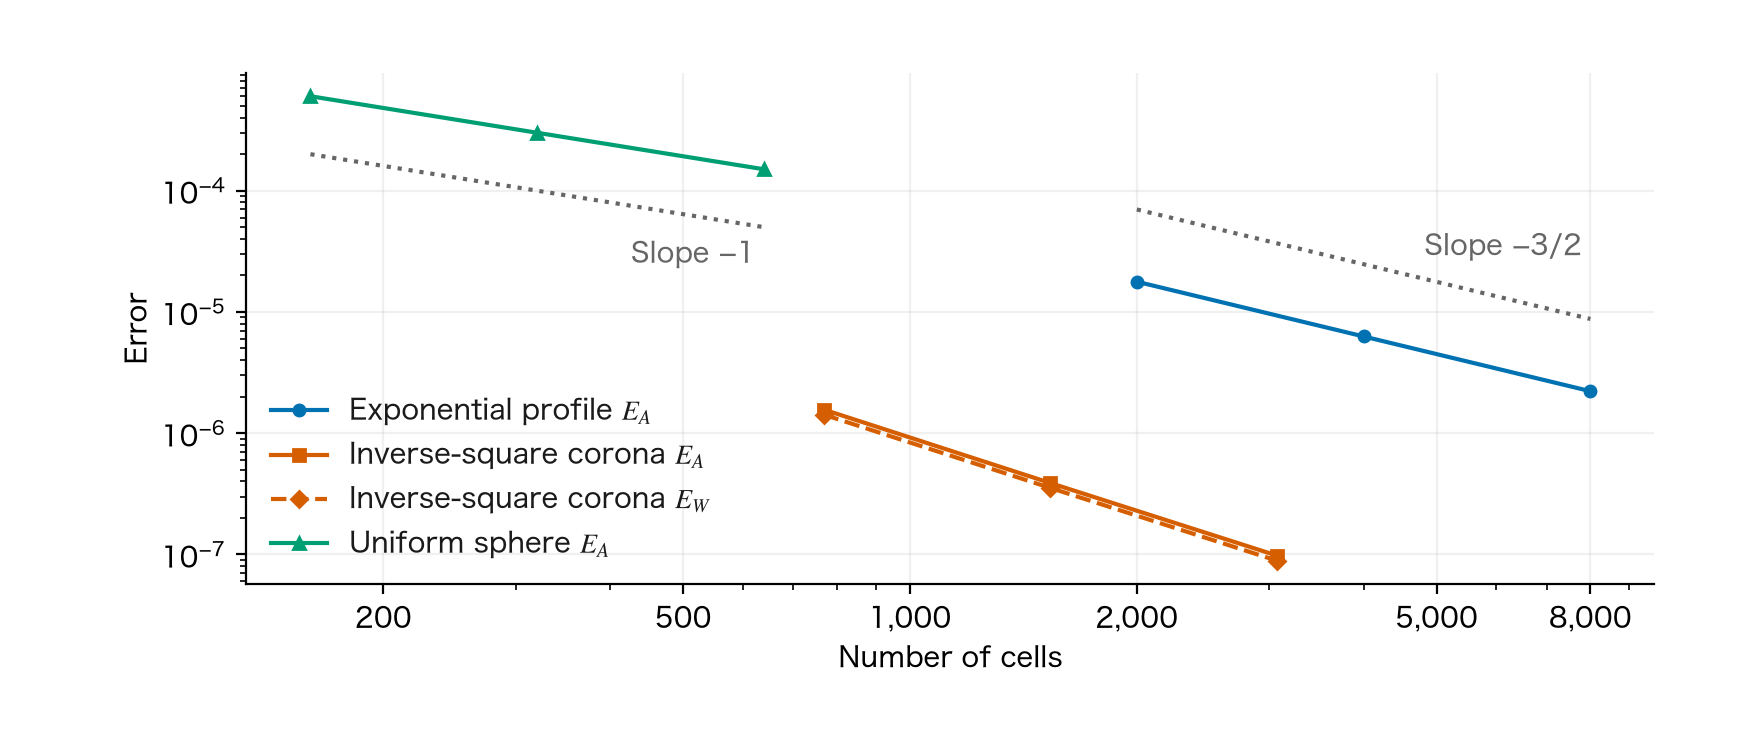 10⁻⁴
10⁻⁵
10⁻⁶
10⁻⁷
Error
Slope −1
Slope −3/2
Exponential profile E_A
Inverse-square corona E_A
Inverse-square corona E_W
Uniform sphere E_A
200 500 1,000 2,000 5,000 8,000
Number of cells